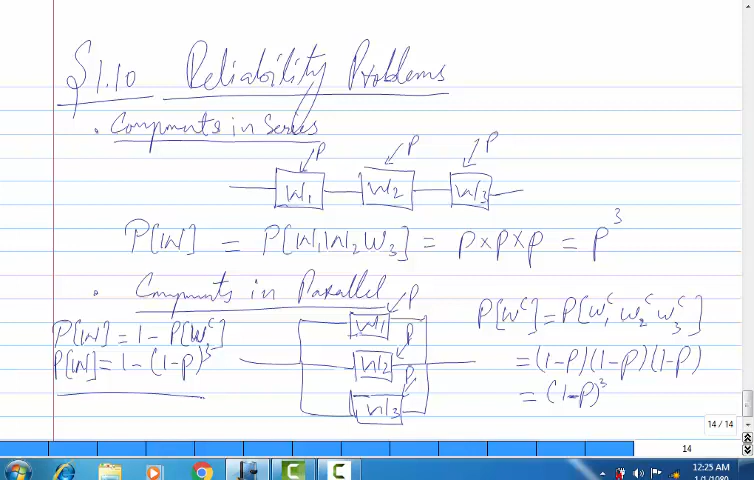 §1.10 Reliability Problems
• Components in Series
P P P
W1 W2 W3
P[W] = P[W1W2W3] = P×P×P = P³
• Components in Parallel
P[W] = 1 - P[Wᶜ]
P[W] = 1 - (1-P)³
P
W1
P
W2
P
W3
P[Wᶜ] = P[W1ᶜ W2ᶜ W3ᶜ]
= (1-P)(1-P)(1-P)
= (1-P)³
14 / 14
14
12:25 AM
1/1/1980